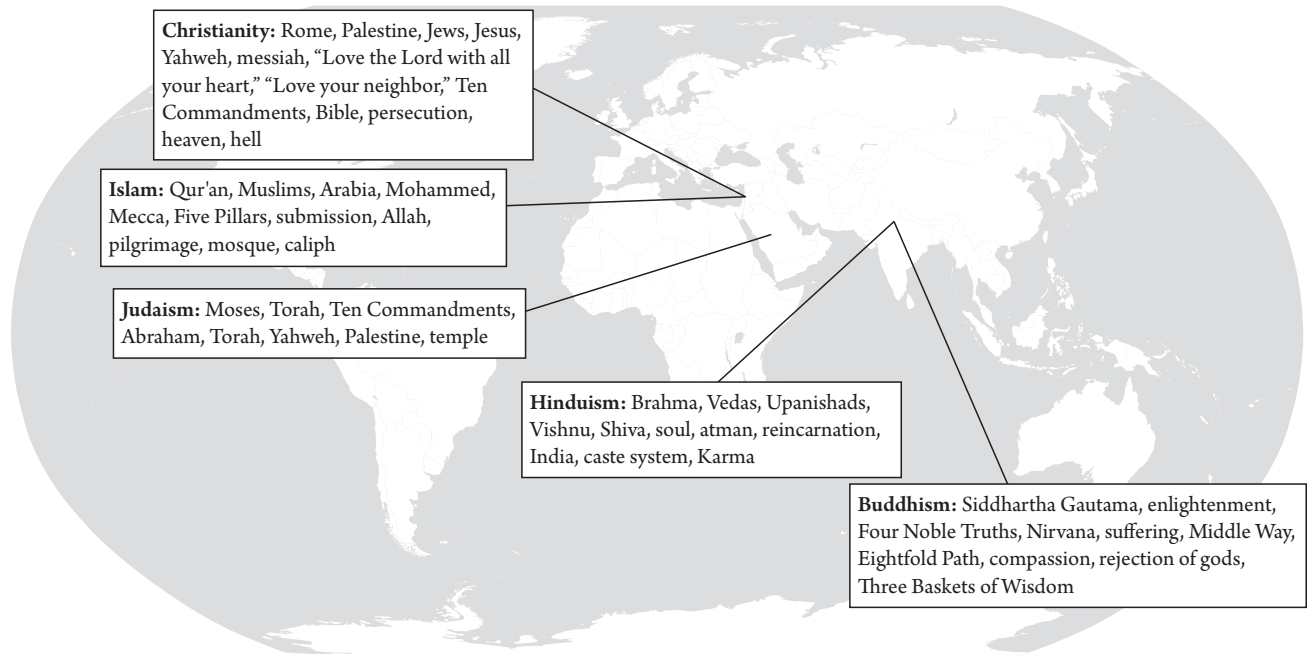 Christianity: Rome, Palestine, Jews, Jesus,
Yahweh, messiah, “Love the Lord with all
your heart,” “Love your neighbor,” Ten
Commandments, Bible, persecution,
heaven, hell
Islam: Qur'an, Muslims, Arabia, Mohammed,
Mecca, Five Pillars, submission, Allah,
pilgrimage, mosque, caliph
Judaism: Moses, Torah, Ten Commandments,
Abraham, Torah, Yahweh, Palestine, temple
Hinduism: Brahma, Vedas, Upanishads,
Vishnu, Shiva, soul, atman, reincarnation,
India, caste system, Karma
Buddhism: Siddhartha Gautama, enlightenment,
Four Noble Truths, Nirvana, suffering, Middle Way,
Eightfold Path, compassion, rejection of gods,
Three Baskets of Wisdom